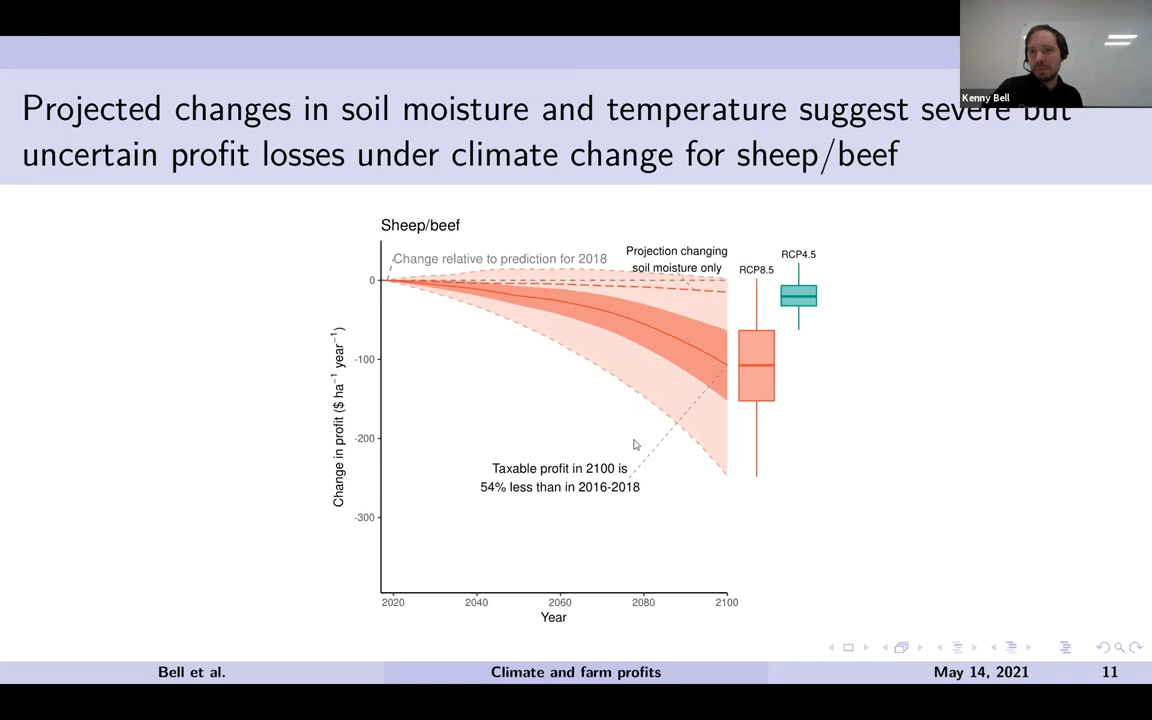 Kenny Bell
Projected changes in soil moisture and temperature suggest severe but
uncertain profit losses under climate change for sheep/beef
Sheep/beef
Change relative to prediction for 2018
Projection changing
soil moisture only
RCP8.5
RCP4.5
0
-100
-200
-300
Change in profit ($ ha⁻¹ year⁻¹)
Taxable profit in 2100 is
54% less than in 2016-2018
2020 2040 2060 2080 2100
Year
Bell et al. Climate and farm profits May 14, 2021 11